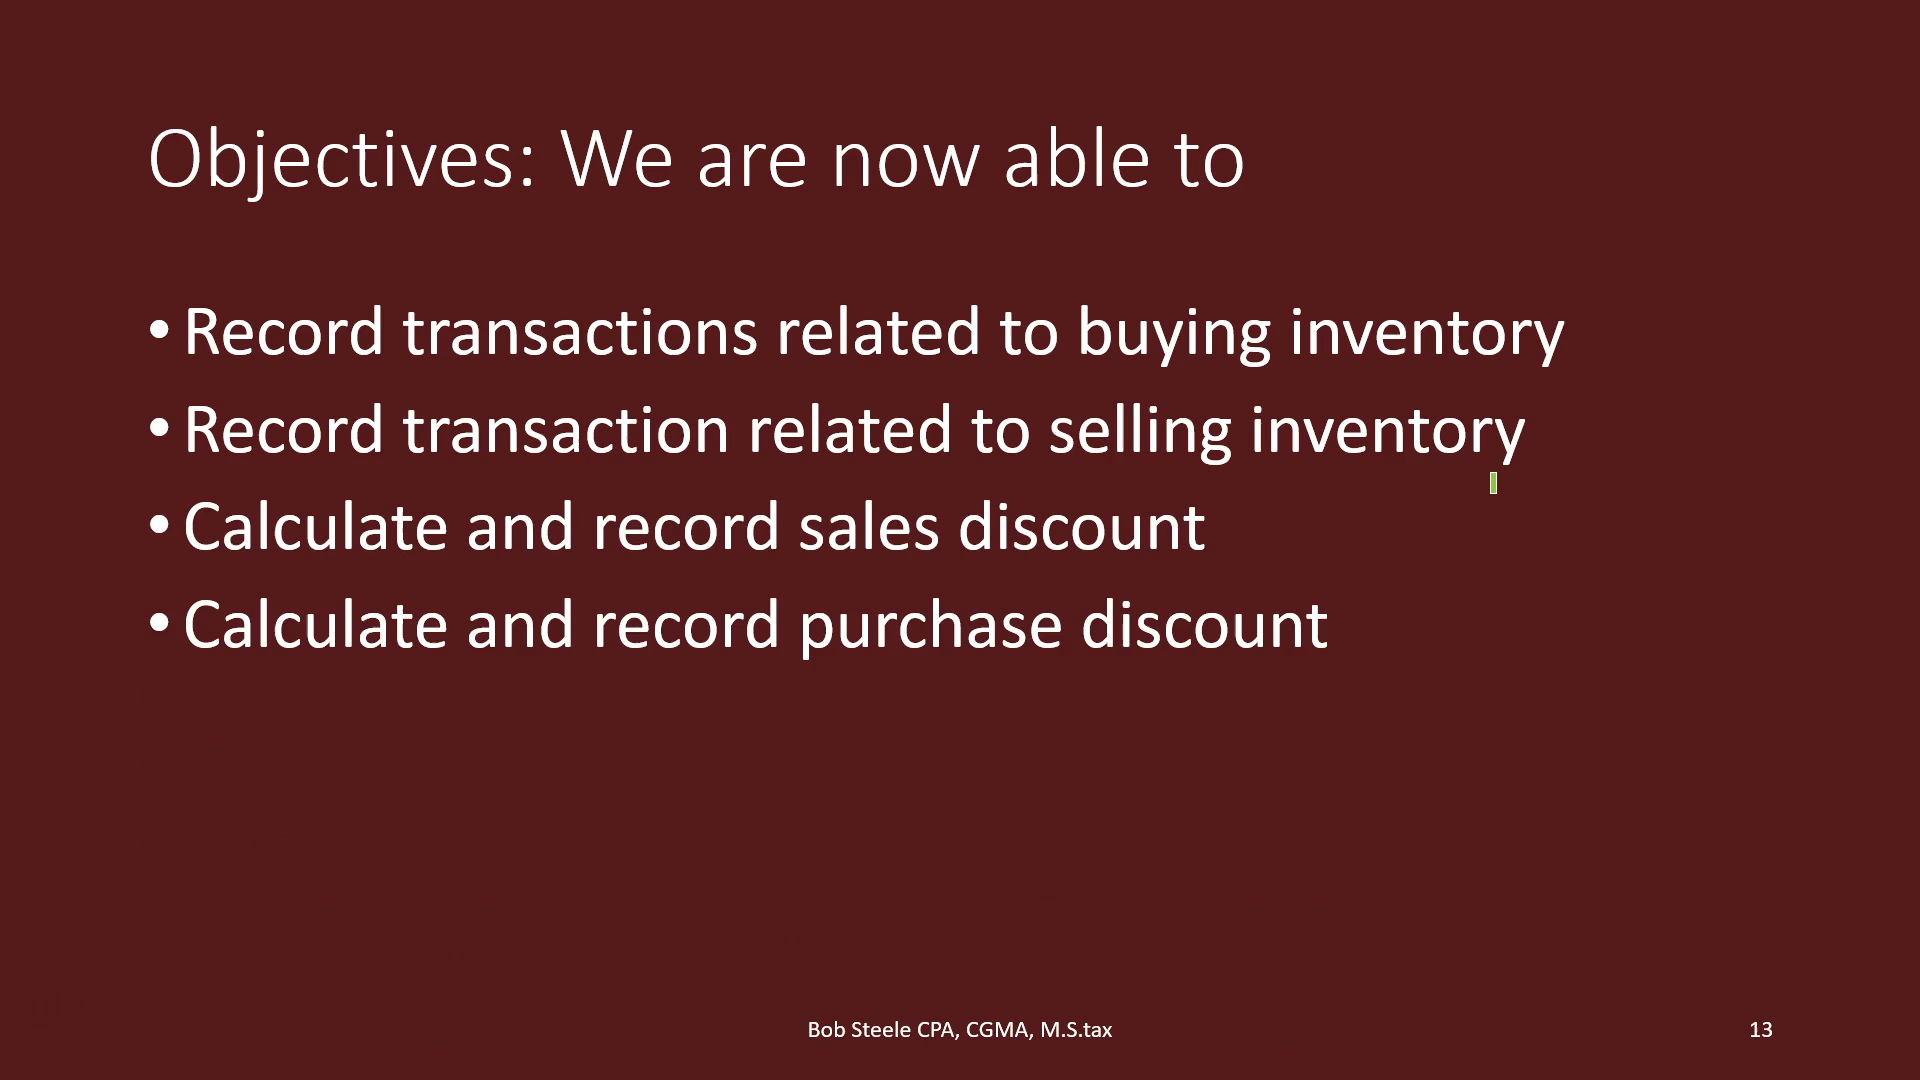 Objectives: We are now able to
• Record transactions related to buying inventory
• Record transaction related to selling inventory
• Calculate and record sales discount
• Calculate and record purchase discount
Bob Steele CPA, CGMA, M.S.tax
13